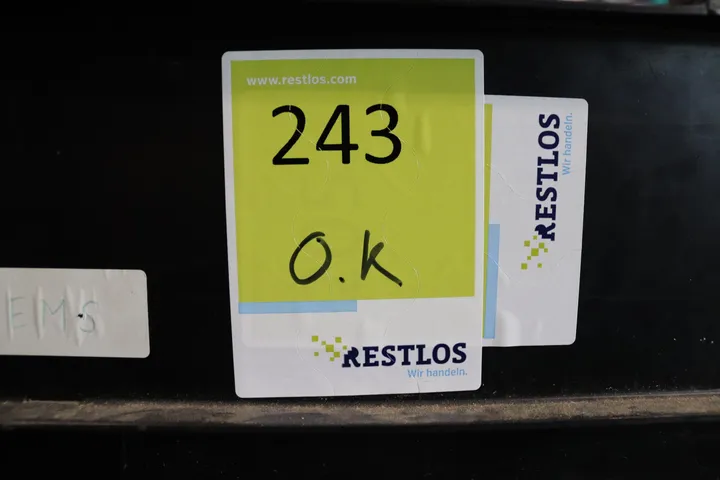 www.restlos.com
243
O.K
RESTLOS
Wir handeln.
RESTLOS
Wir handeln.
EMS